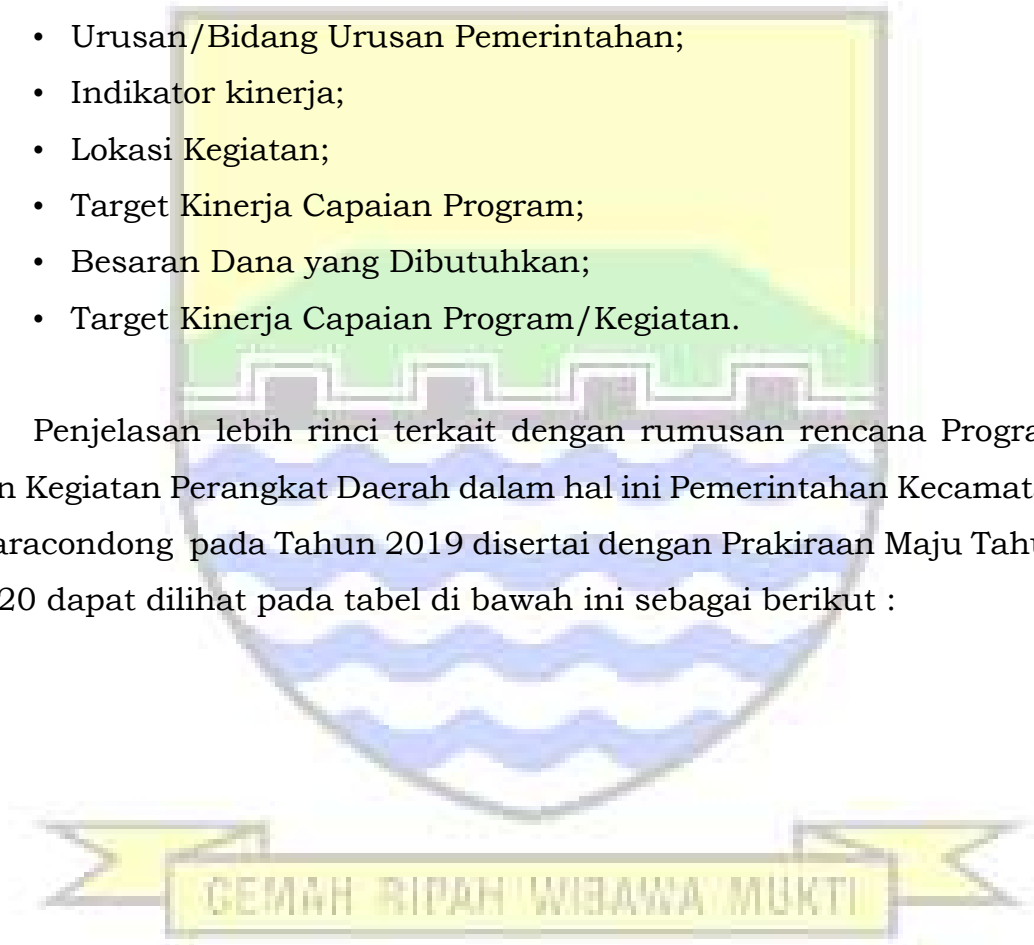 • Urusan/Bidang Urusan Pemerintahan;
• Indikator kinerja;
• Lokasi Kegiatan;
• Target Kinerja Capaian Program;
• Besaran Dana yang Dibutuhkan;
• Target Kinerja Capaian Program/Kegiatan.
Penjelasan lebih rinci terkait dengan rumusan rencana Progra
n Kegiatan Perangkat Daerah dalam hal ini Pemerintahan Kecamat
aracondong pada Tahun 2019 disertai dengan Prakiraan Maju Tahu
20 dapat dilihat pada tabel di bawah ini sebagai berikut :
GEMAH RIPAH WIBAWA MUKTI